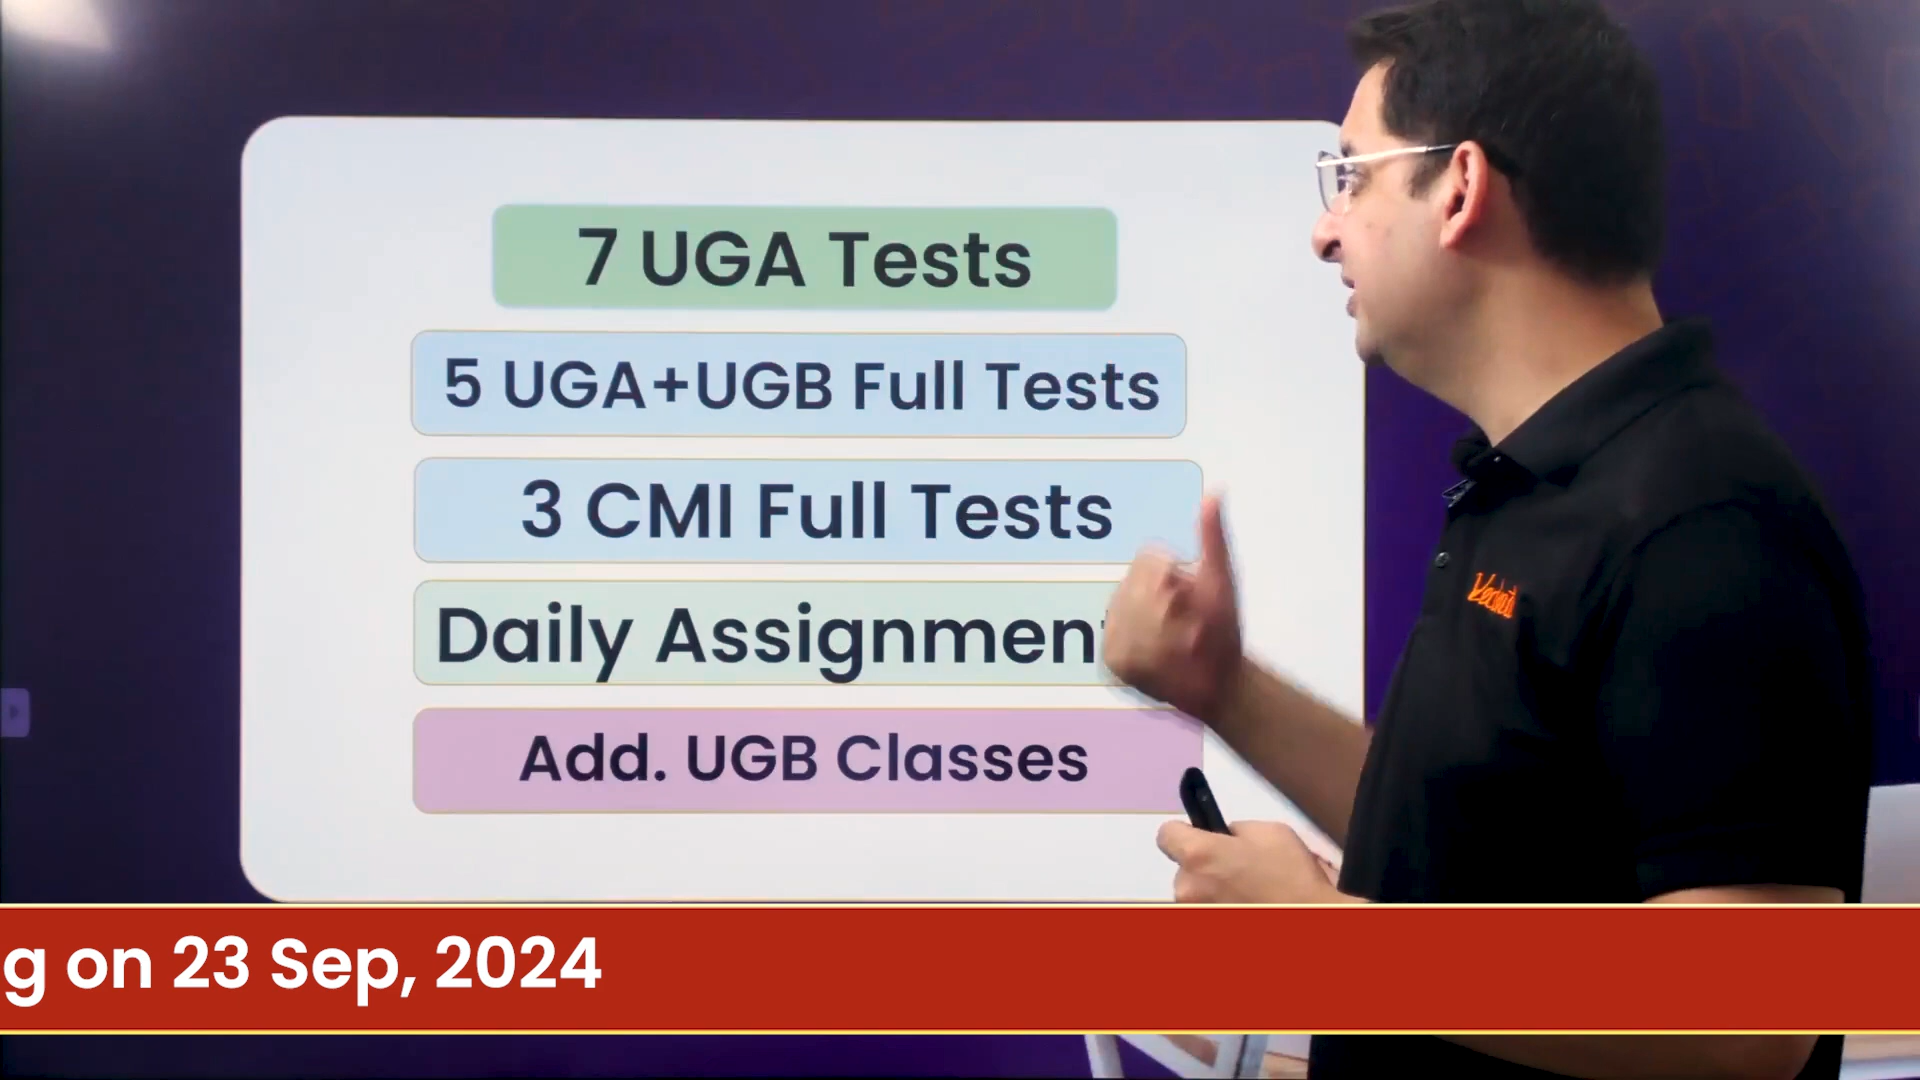 7 UGA Tests
5 UGA+UGB Full Tests
3 CMI Full Tests
Daily Assignmen
Add. UGB Classes
Vedantu
g on 23 Sep, 2024